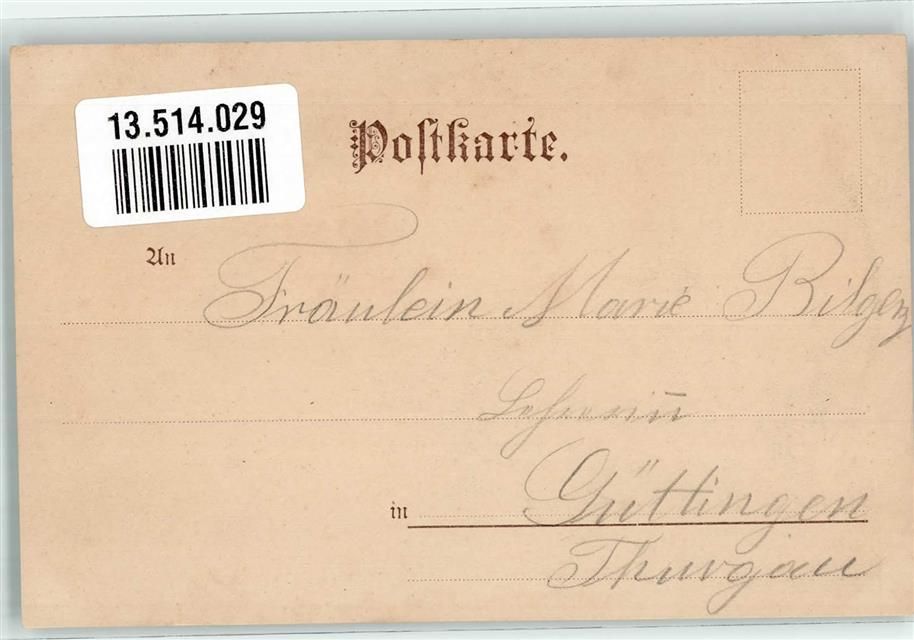 13.514.029
Postkarte.
An
Fräulein Marie Bilger
Lehrerin
in Güttingen
Thurgau